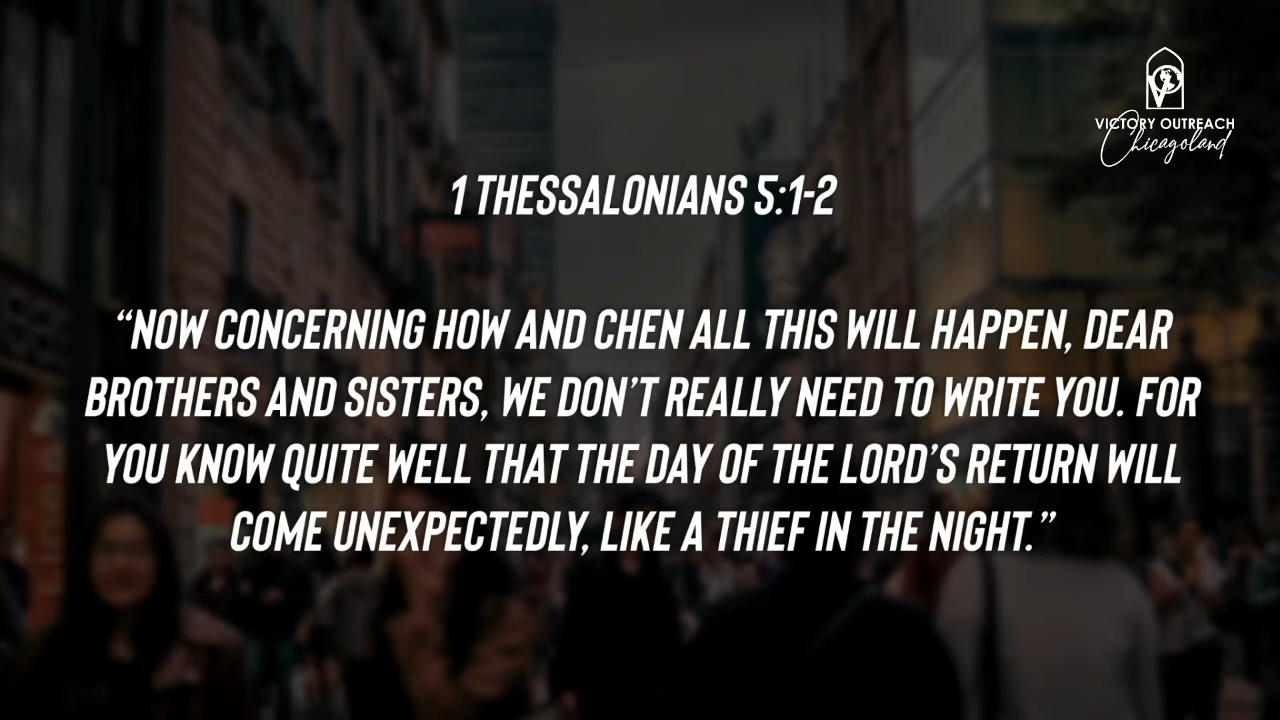 VICTORY OUTREACH
Chicagoland
1 THESSALONIANS 5:1-2
“NOW CONCERNING HOW AND CHEN ALL THIS WILL HAPPEN, DEAR
BROTHERS AND SISTERS, WE DON’T REALLY NEED TO WRITE YOU. FOR
YOU KNOW QUITE WELL THAT THE DAY OF THE LORD’S RETURN WILL
COME UNEXPECTEDLY, LIKE A THIEF IN THE NIGHT.”